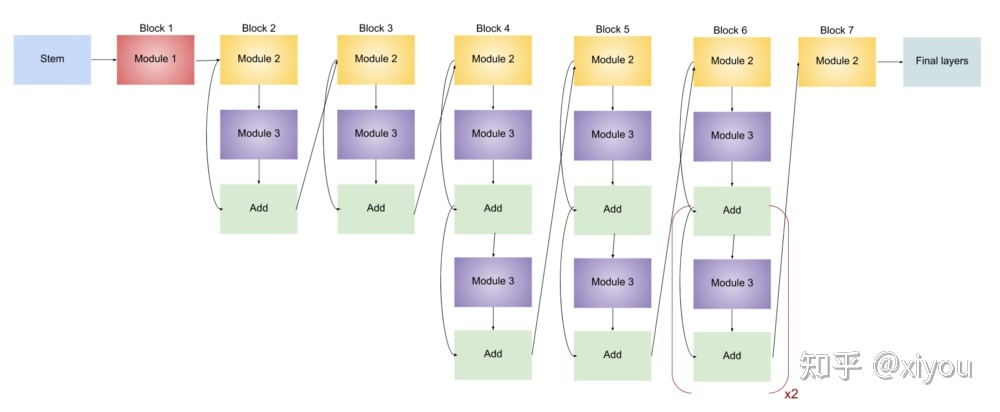 Block 1
Block 2
Block 3
Block 4
Block 5
Block 6
Block 7
Stem
Module 1
Module 2
Module 2
Module 2
Module 2
Module 2
Module 2
Final layers
Module 3
Module 3
Module 3
Module 3
Module 3
Add
Add
Add
Add
Add
Module 3
Module 3
Module 3
Add
Add
Add
x2
知乎 @xiyou